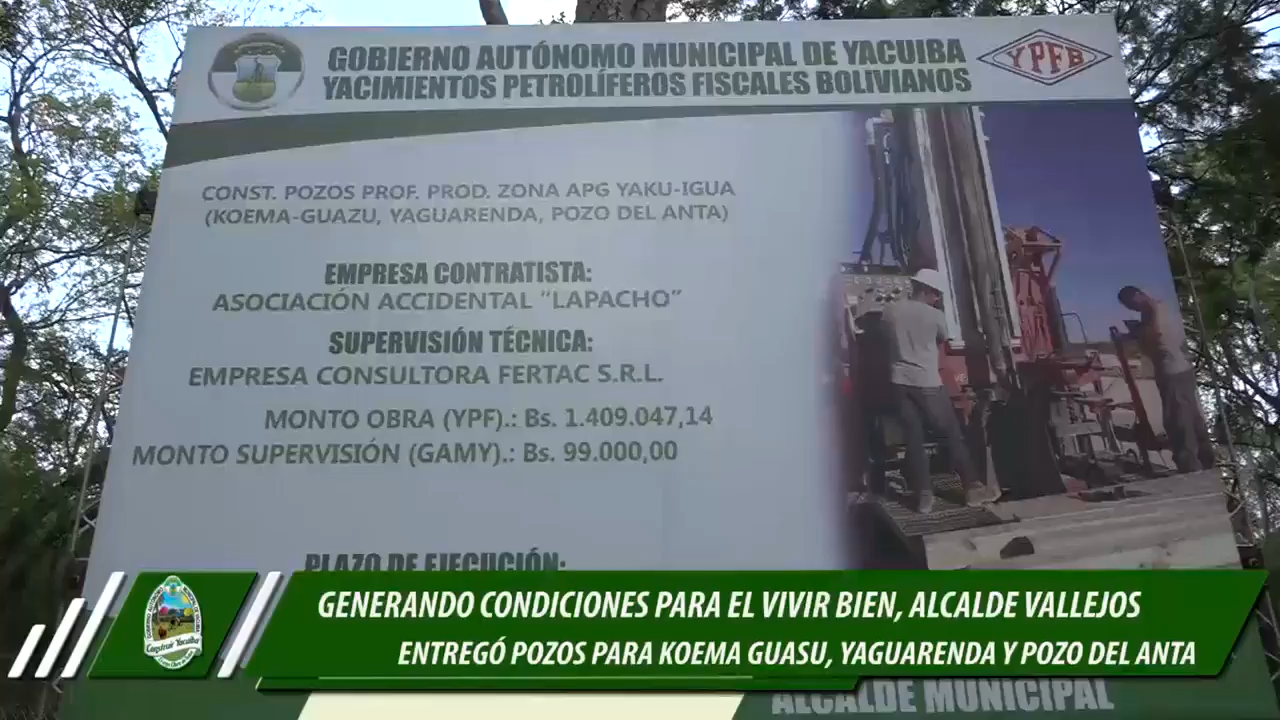 GOBIERNO AUTÓNOMO MUNICIPAL DE YACUIBA
YACIMIENTOS PETROLÍFEROS FISCALES BOLIVIANOS
YPFB
CONST. POZOS PROF. PROD. ZONA APG YAKU-IGUA
(KOEMA-GUAZU, YAGUARENDA, POZO DEL ANTA)
EMPRESA CONTRATISTA:
ASOCIACIÓN ACCIDENTAL "LAPACHO"
SUPERVISIÓN TÉCNICA:
EMPRESA CONSULTORA FERTAC S.R.L.
MONTO OBRA (YPF).: Bs. 1.409.047,14
MONTO SUPERVISIÓN (GAMY).: Bs. 99.000,00
PLAZO DE EJECUCIÓN:
Construir Yacuiba
GENERANDO CONDICIONES PARA EL VIVIR BIEN, ALCALDE VALLEJOS
ENTREGÓ POZOS PARA KOEMA GUASU, YAGUARENDA Y POZO DEL ANTA
ALCALDE MUNICIPAL